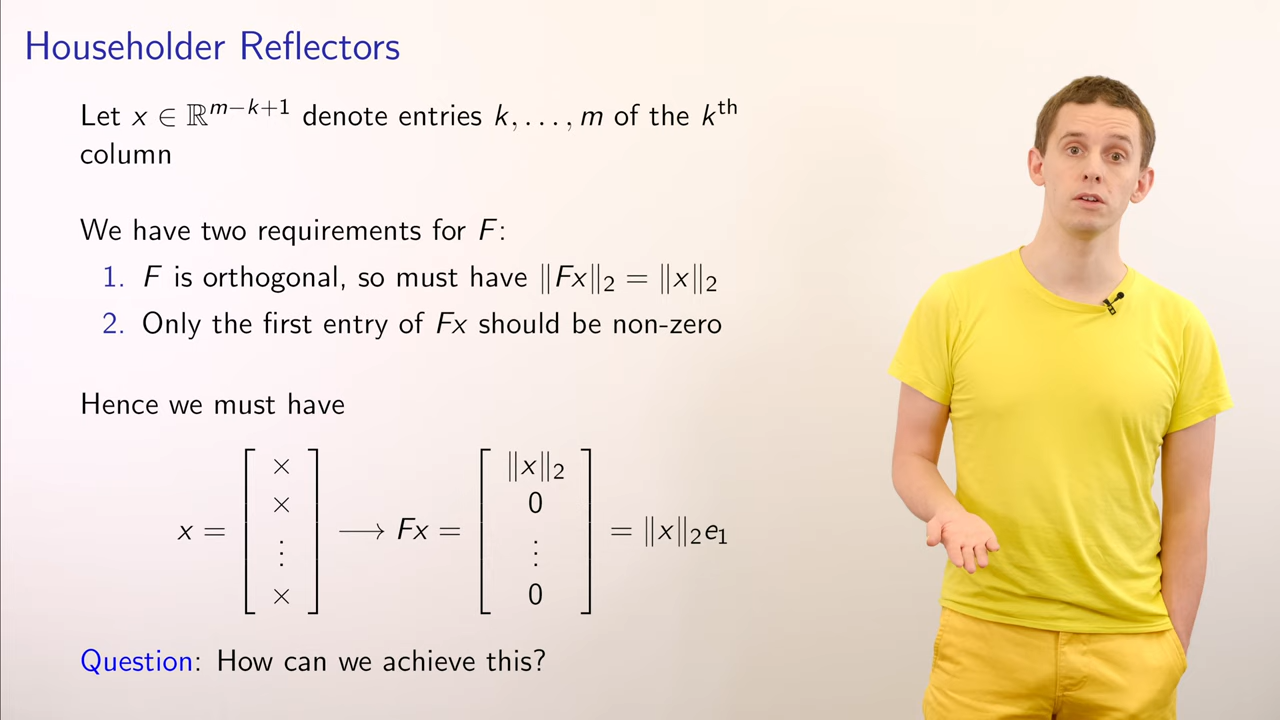 Householder Reflectors
Let x ∈ ℝ^{m−k+1} denote entries k, . . . , m of the k^{th}
column
We have two requirements for F:
1. F is orthogonal, so must have ‖Fx‖₂ = ‖x‖₂
2. Only the first entry of Fx should be non-zero
Hence we must have
x = [ × × ⋮ × ] ⟶ Fx = [ ‖x‖₂ 0 ⋮ 0 ] = ‖x‖₂e₁
Question: How can we achieve this?